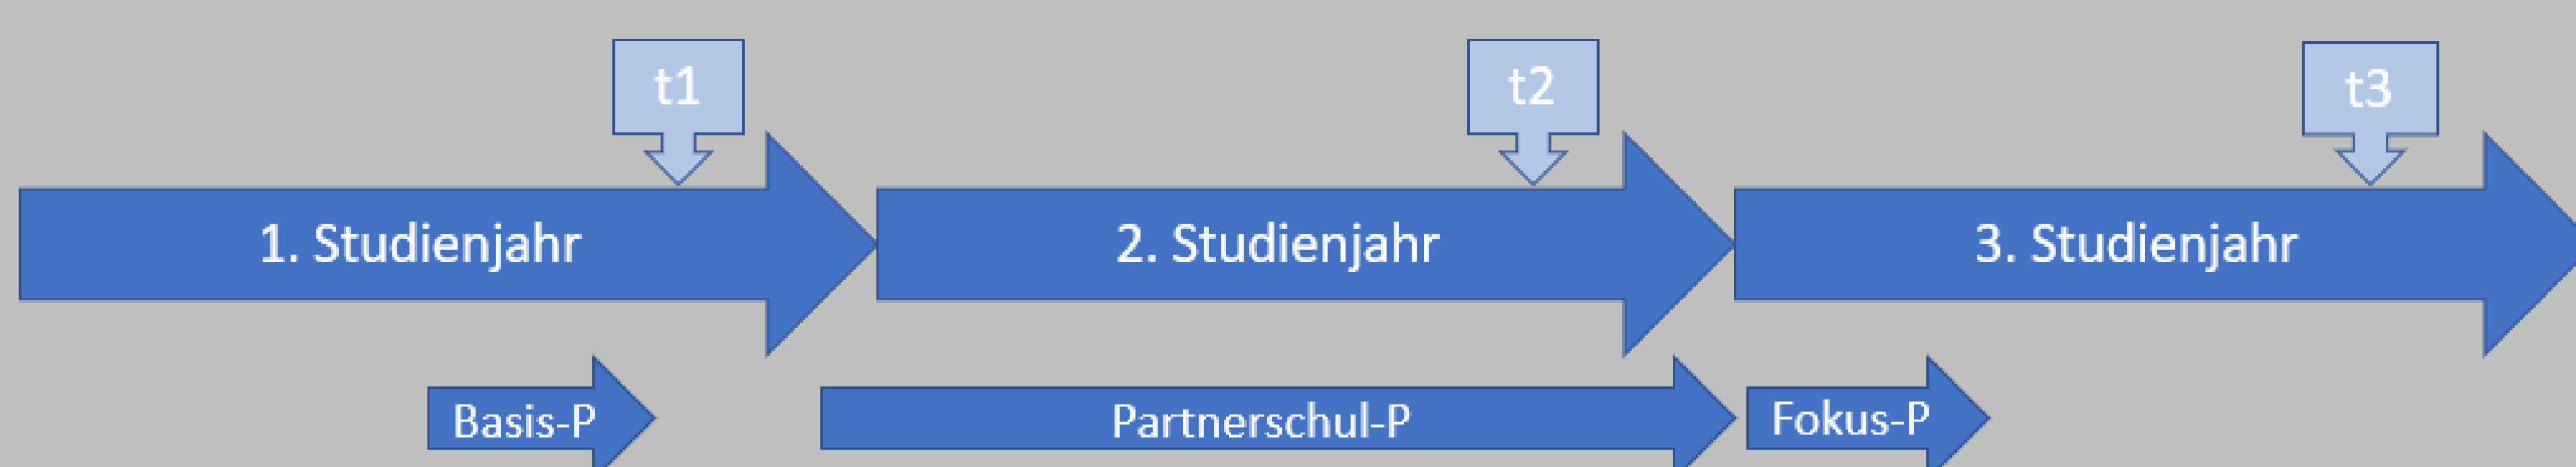 t1
t2
t3
1. Studienjahr
2. Studienjahr
3. Studienjahr
Basis-P
Partnerschul-P
Fokus-P